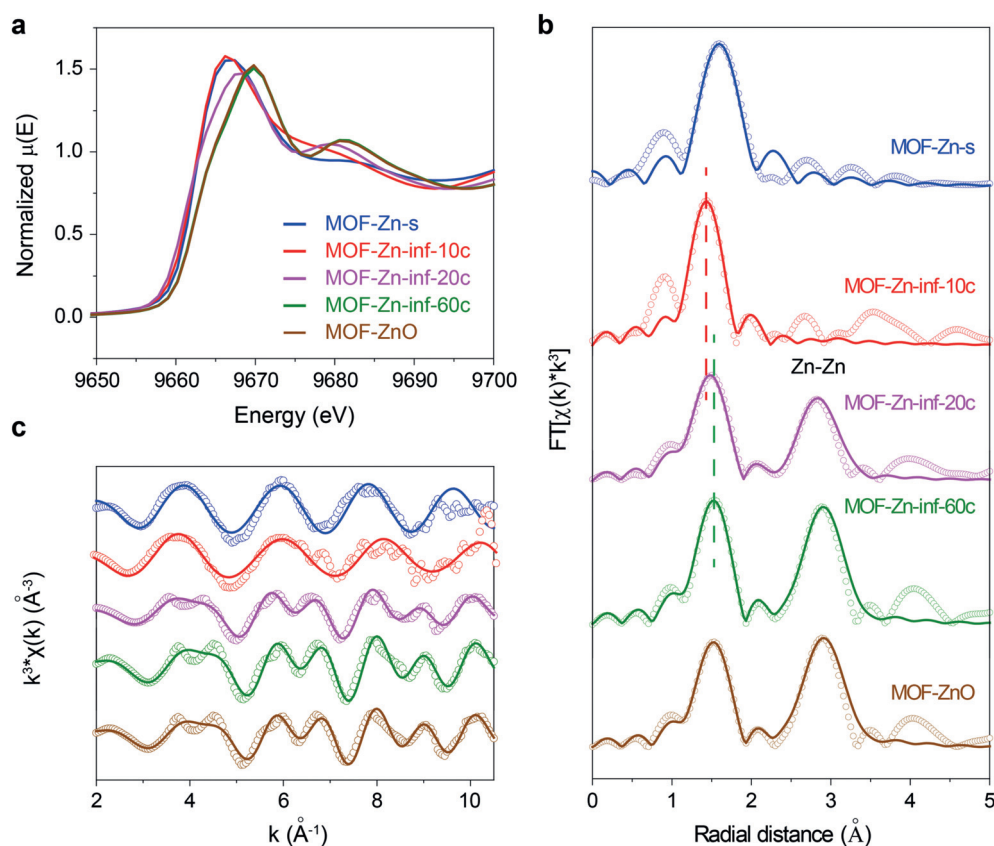 a
1.5
1.0
0.5
0.0
Normalized μ(E)
MOF-Zn-s
MOF-Zn-inf-10c
MOF-Zn-inf-20c
MOF-Zn-inf-60c
MOF-ZnO
9650 9660 9670 9680 9690 9700
Energy (eV)
b
MOF-Zn-s
MOF-Zn-inf-10c
Zn-Zn
MOF-Zn-inf-20c
MOF-Zn-inf-60c
MOF-ZnO
FT[χ(k)*k³]
0 1 2 3 4 5
Radial distance (Å)
c
k³*χ(k) (Å⁻³)
2 4 6 8 10
k (Å⁻¹)